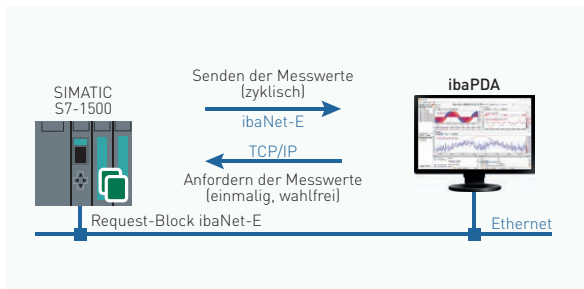 SIMATIC
S7-1500
Senden der Messwerte
(zyklisch)
ibaNet-E
TCP/IP
Anfordern der Messwerte
(einmalig, wahlfrei)
ibaPDA
Request-Block ibaNet-E
Ethernet